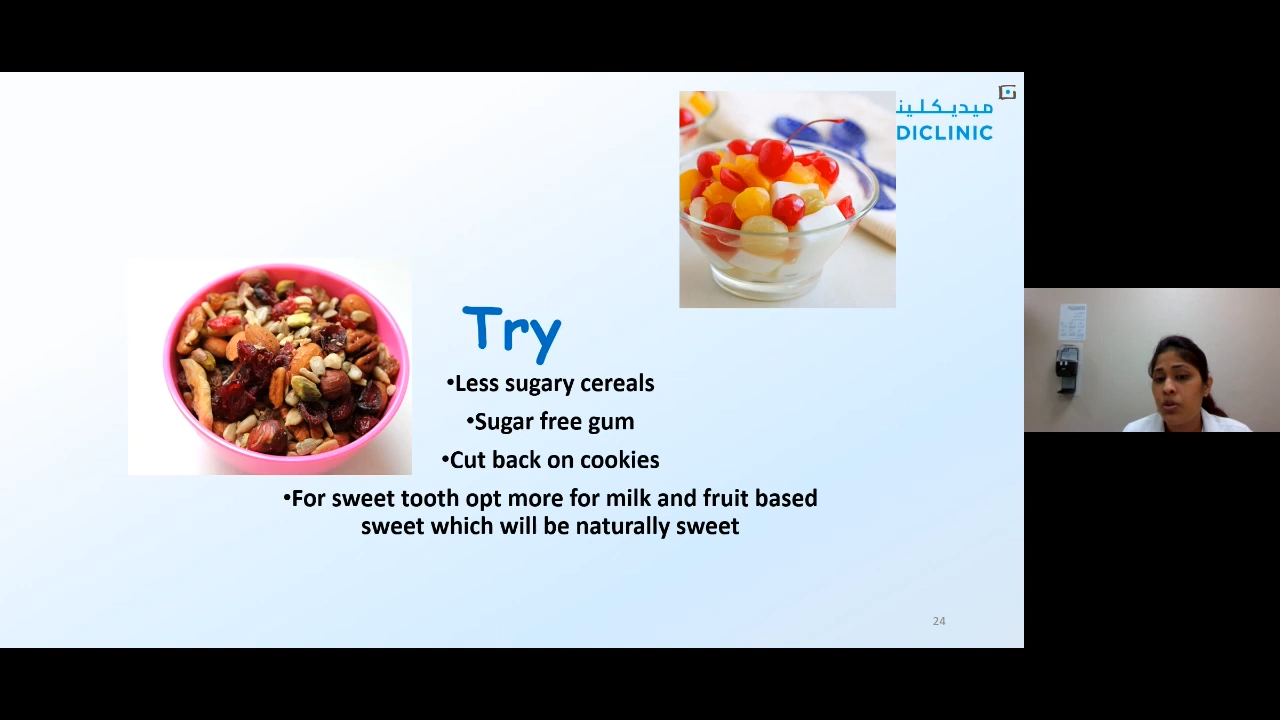 ميديكلين
DICLINIC
Try
•Less sugary cereals
•Sugar free gum
•Cut back on cookies
•For sweet tooth opt more for milk and fruit based
sweet which will be naturally sweet
24